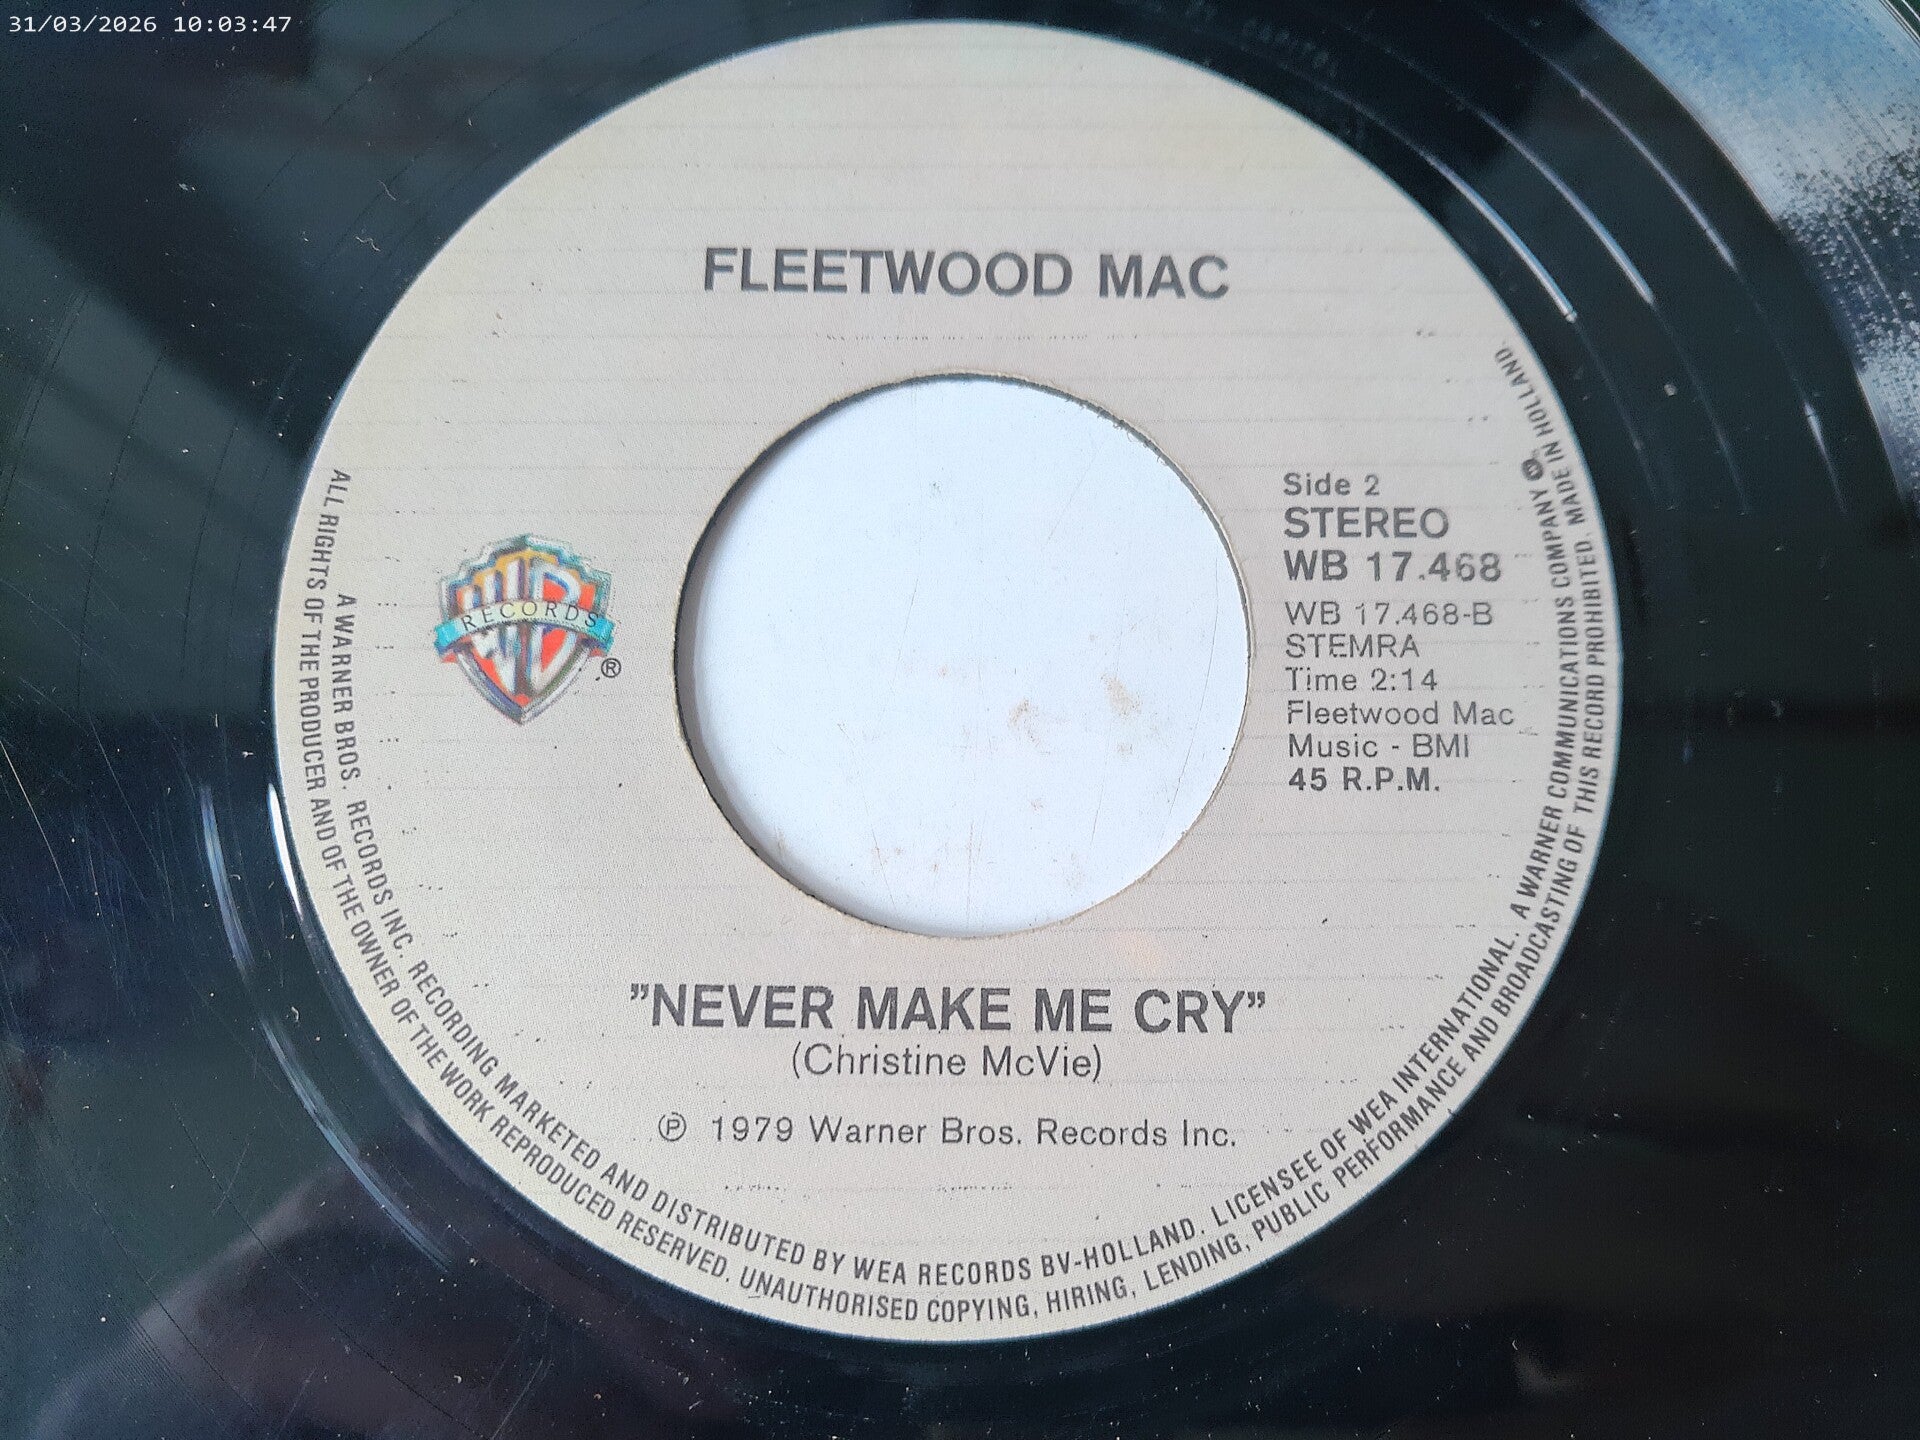 31/03/2026 10:03:47
FLEETWOOD MAC
RECORDS
®
Side 2
STEREO
WB 17.468
WB 17.468-B
STEMRA
Time 2:14
Fleetwood Mac
Music - BMI
45 R.P.M.
”NEVER MAKE ME CRY”
(Christine McVie)
℗ 1979 Warner Bros. Records Inc.
A WARNER BROS. RECORDS INC. RECORDING MARKETED AND DISTRIBUTED BY WEA RECORDS BV-HOLLAND. LICENSEE OF WEA INTERNATIONAL. A WARNER COMMUNICATIONS COMPANY
ALL RIGHTS OF THE PRODUCER AND OF THE OWNER OF THE WORK REPRODUCED RESERVED. UNAUTHORISED COPYING, HIRING, LENDING, PUBLIC PERFORMANCE AND BROADCASTING OF THIS RECORD PROHIBITED. MADE IN HOLLAND.